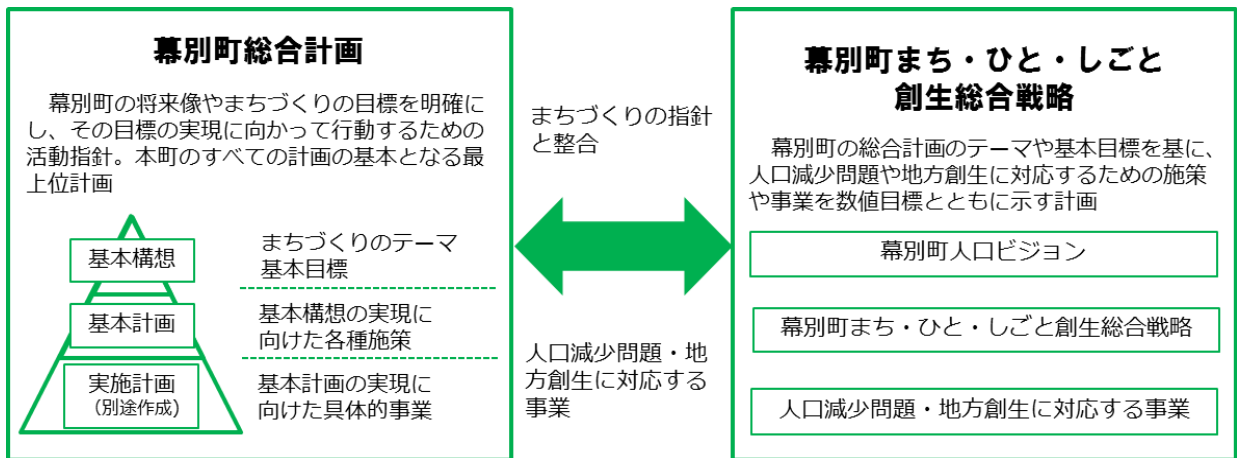 幕別町総合計画
幕別町の将来像やまちづくりの目標を明確に
し、その目標の実現に向かって行動するための
活動指針。本町のすべての計画の基本となる最
上位計画
基本構想
まちづくりのテーマ
基本目標
基本計画
基本構想の実現に
向けた各種施策
実施計画
(別途作成)
基本計画の実現に
向けた具体的事業
まちづくりの指針
と整合
人口減少問題・地
方創生に対応する
事業
幕別町まち・ひと・しごと
創生総合戦略
幕別町の総合計画のテーマや基本目標を基に、
人口減少問題や地方創生に対応するための施策
や事業を数値目標とともに示す計画
幕別町人口ビジョン
幕別町まち・ひと・しごと創生総合戦略
人口減少問題・地方創生に対応する事業